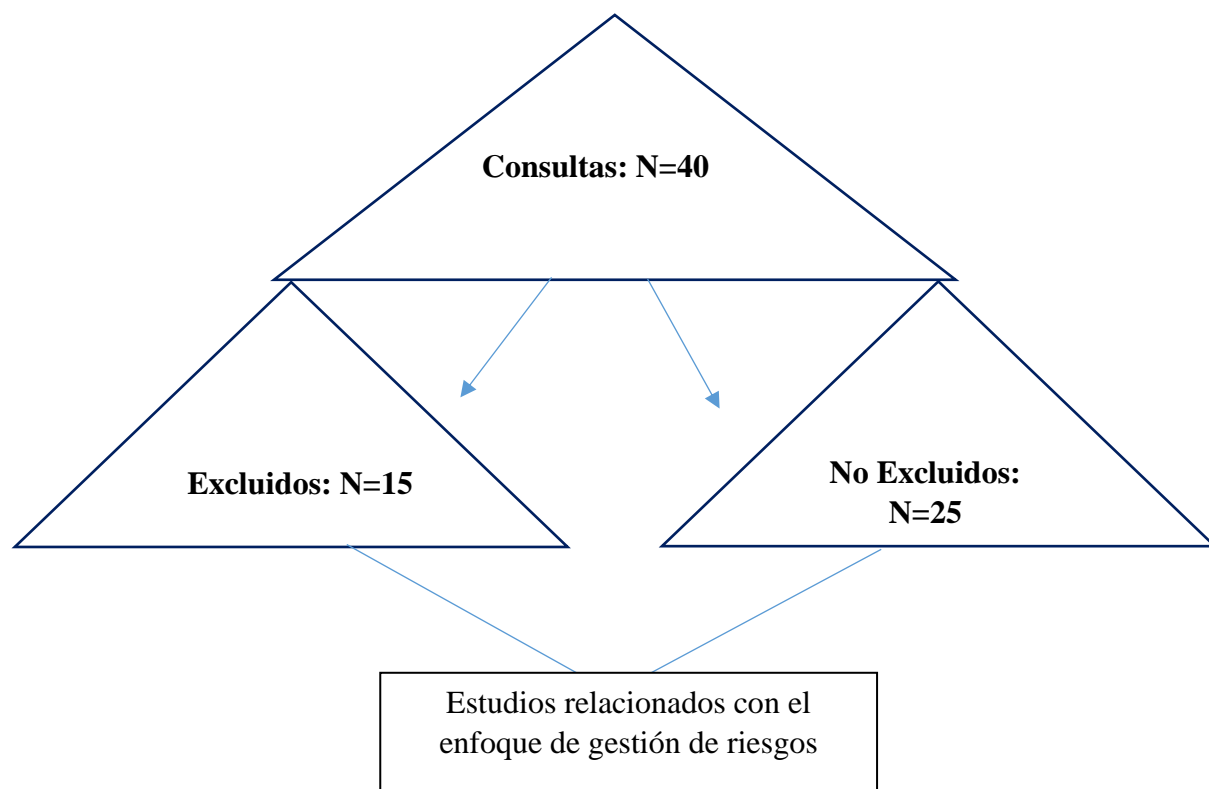 Consultas: N=40
Excluidos: N=15
No Excluidos:
N=25
Estudios relacionados con el
enfoque de gestión de riesgos